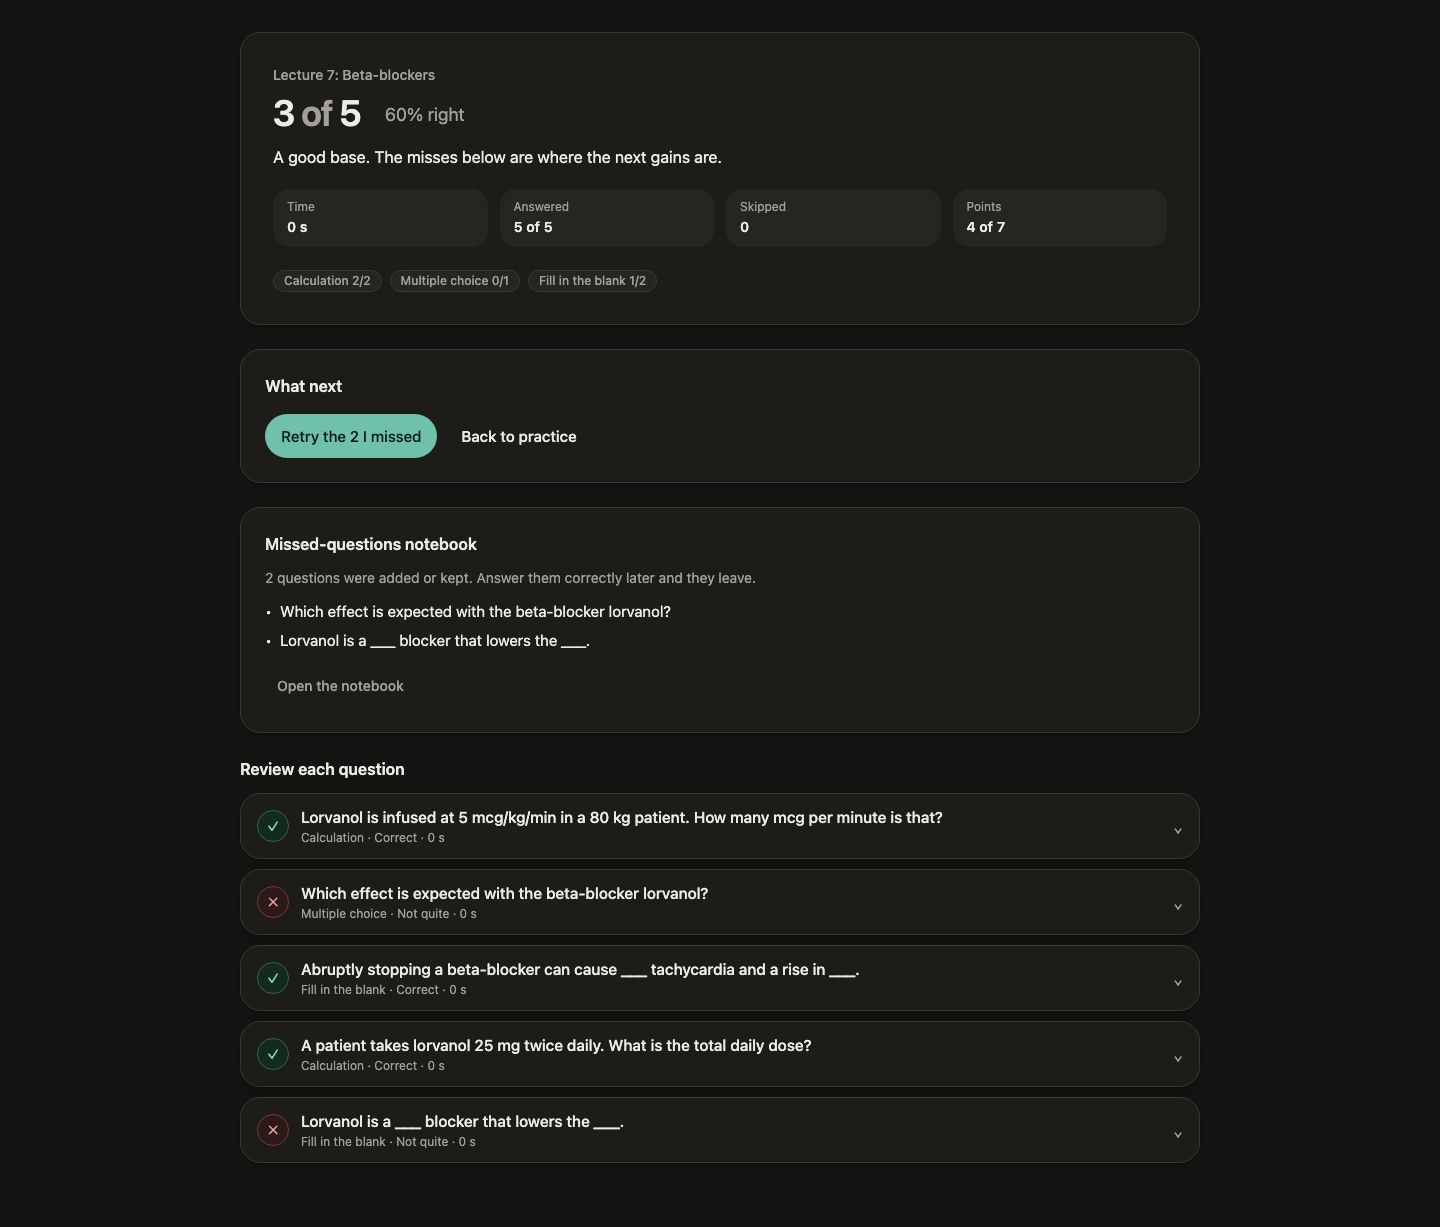 Lecture 7: Beta-blockers
3 of 5 60% right
A good base. The misses below are where the next gains are.
Time
0 s
Answered
5 of 5
Skipped
0
Points
4 of 7
Calculation 2/2
Multiple choice 0/1
Fill in the blank 1/2
What next
Retry the 2 I missed
Back to practice
Missed-questions notebook
2 questions were added or kept. Answer them correctly later and they leave.
• Which effect is expected with the beta-blocker lorvanol?
• Lorvanol is a ___ blocker that lowers the ___.
Open the notebook
Review each question
Lorvanol is infused at 5 mcg/kg/min in a 80 kg patient. How many mcg per minute is that?
Calculation · Correct · 0 s
Which effect is expected with the beta-blocker lorvanol?
Multiple choice · Not quite · 0 s
Abruptly stopping a beta-blocker can cause ___ tachycardia and a rise in ___.
Fill in the blank · Correct · 0 s
A patient takes lorvanol 25 mg twice daily. What is the total daily dose?
Calculation · Correct · 0 s
Lorvanol is a ___ blocker that lowers the ___.
Fill in the blank · Not quite · 0 s